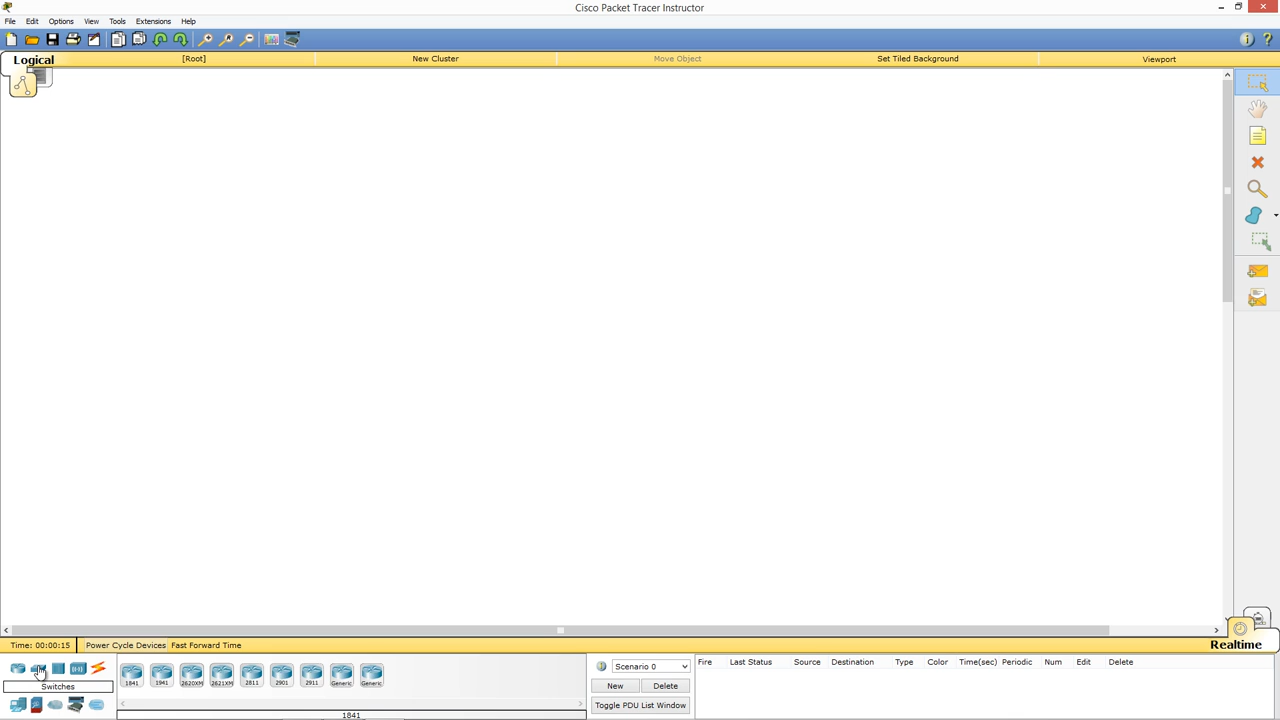 Cisco Packet Tracer Instructor
File Edit Options View Tools Extensions Help
Logical [Root] New Cluster Move Object Set Tiled Background Viewport
Time: 00:00:15 Power Cycle Devices Fast Forward Time
Realtime
Switches
1841 1941 2620XM 2621XM 2811 2901 2911 Generic Generic
1841
Scenario 0
New Delete
Toggle PDU List Window
Fire Last Status Source Destination Type Color Time(sec) Periodic Num Edit Delete